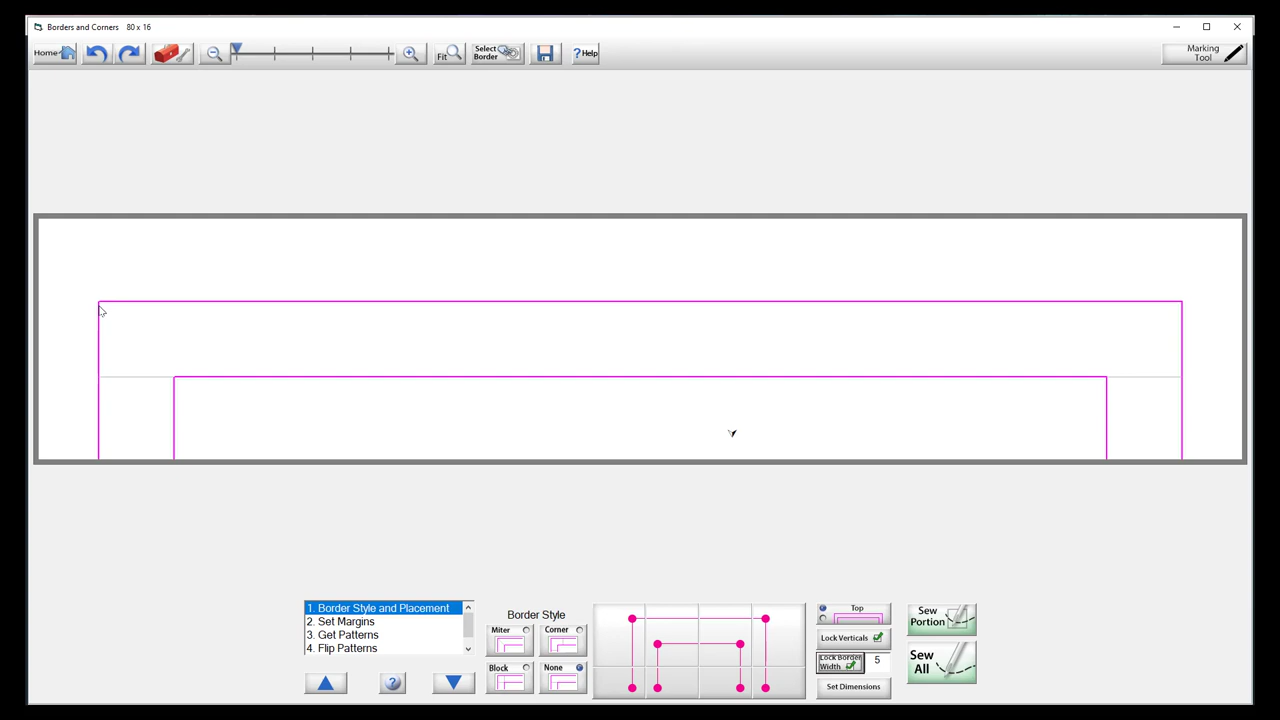 Borders and Corners 80 x 16
Home
Fit
Select
Border
? Help
Marking
Tool
1. Border Style and Placement
2. Set Margins
3. Get Patterns
4. Flip Patterns
?
Border Style
Miter
Corner
Block
None
Top
Lock Verticals
Lock Border
Width
5
Set Dimensions
Sew
Portion
Sew
All